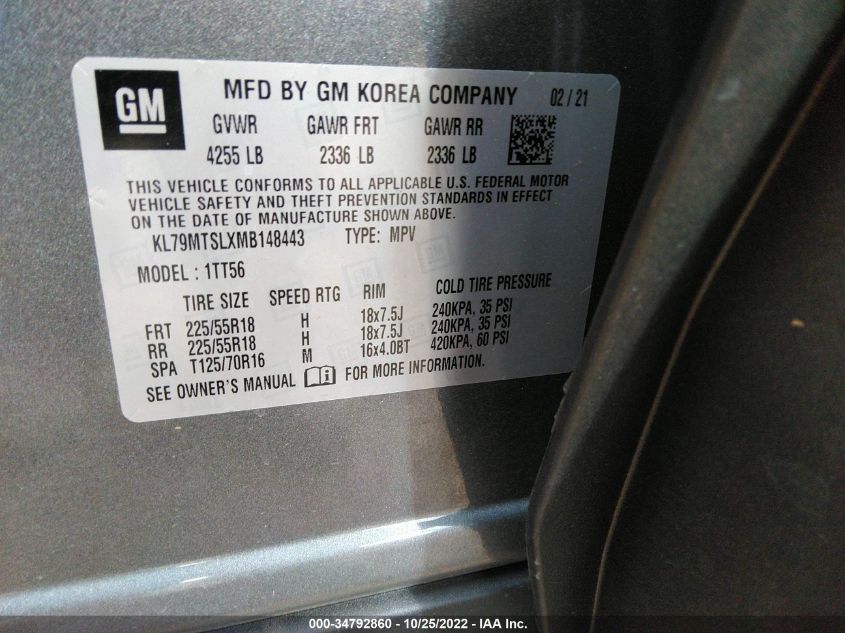 GM MFD BY GM KOREA COMPANY 02 / 21
GVWR GAWR FRT GAWR RR
4255 LB 2336 LB 2336 LB
THIS VEHICLE CONFORMS TO ALL APPLICABLE U.S. FEDERAL MOTOR
VEHICLE SAFETY AND THEFT PREVENTION STANDARDS IN EFFECT
ON THE DATE OF MANUFACTURE SHOWN ABOVE.
KL79MTSLXMB148443 TYPE: MPV
MODEL : 1TT56
TIRE SIZE SPEED RTG RIM COLD TIRE PRESSURE
FRT 225/55R18 H 18x7.5J 240KPA, 35 PSI
RR 225/55R18 H 18x7.5J 240KPA, 35 PSI
SPA T125/70R16 M 16x4.0BT 420KPA, 60 PSI
SEE OWNER'S MANUAL FOR MORE INFORMATION.
000-34792860 - 10/25/2022 - IAA Inc.